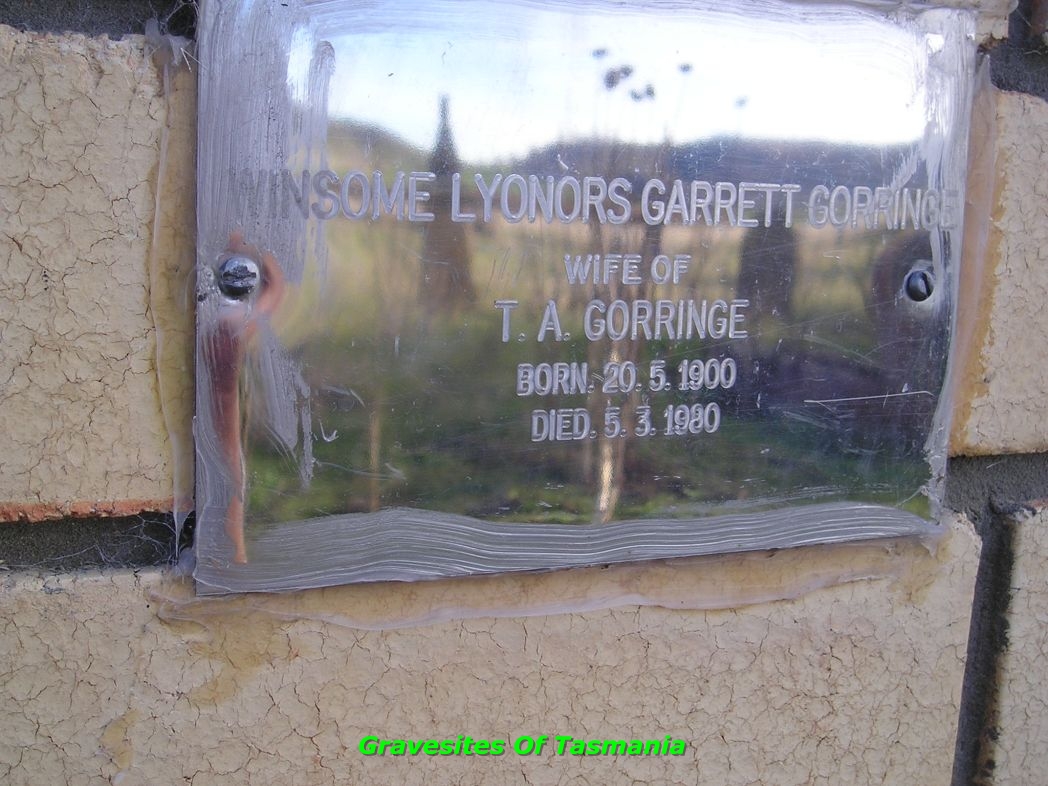 WINSOME LYONORS GARRETT GORRINGE
WIFE OF
T. A. GORRINGE
BORN. 20. 5. 1900
DIED. 5. 3. 1980
Gravesites Of Tasmania